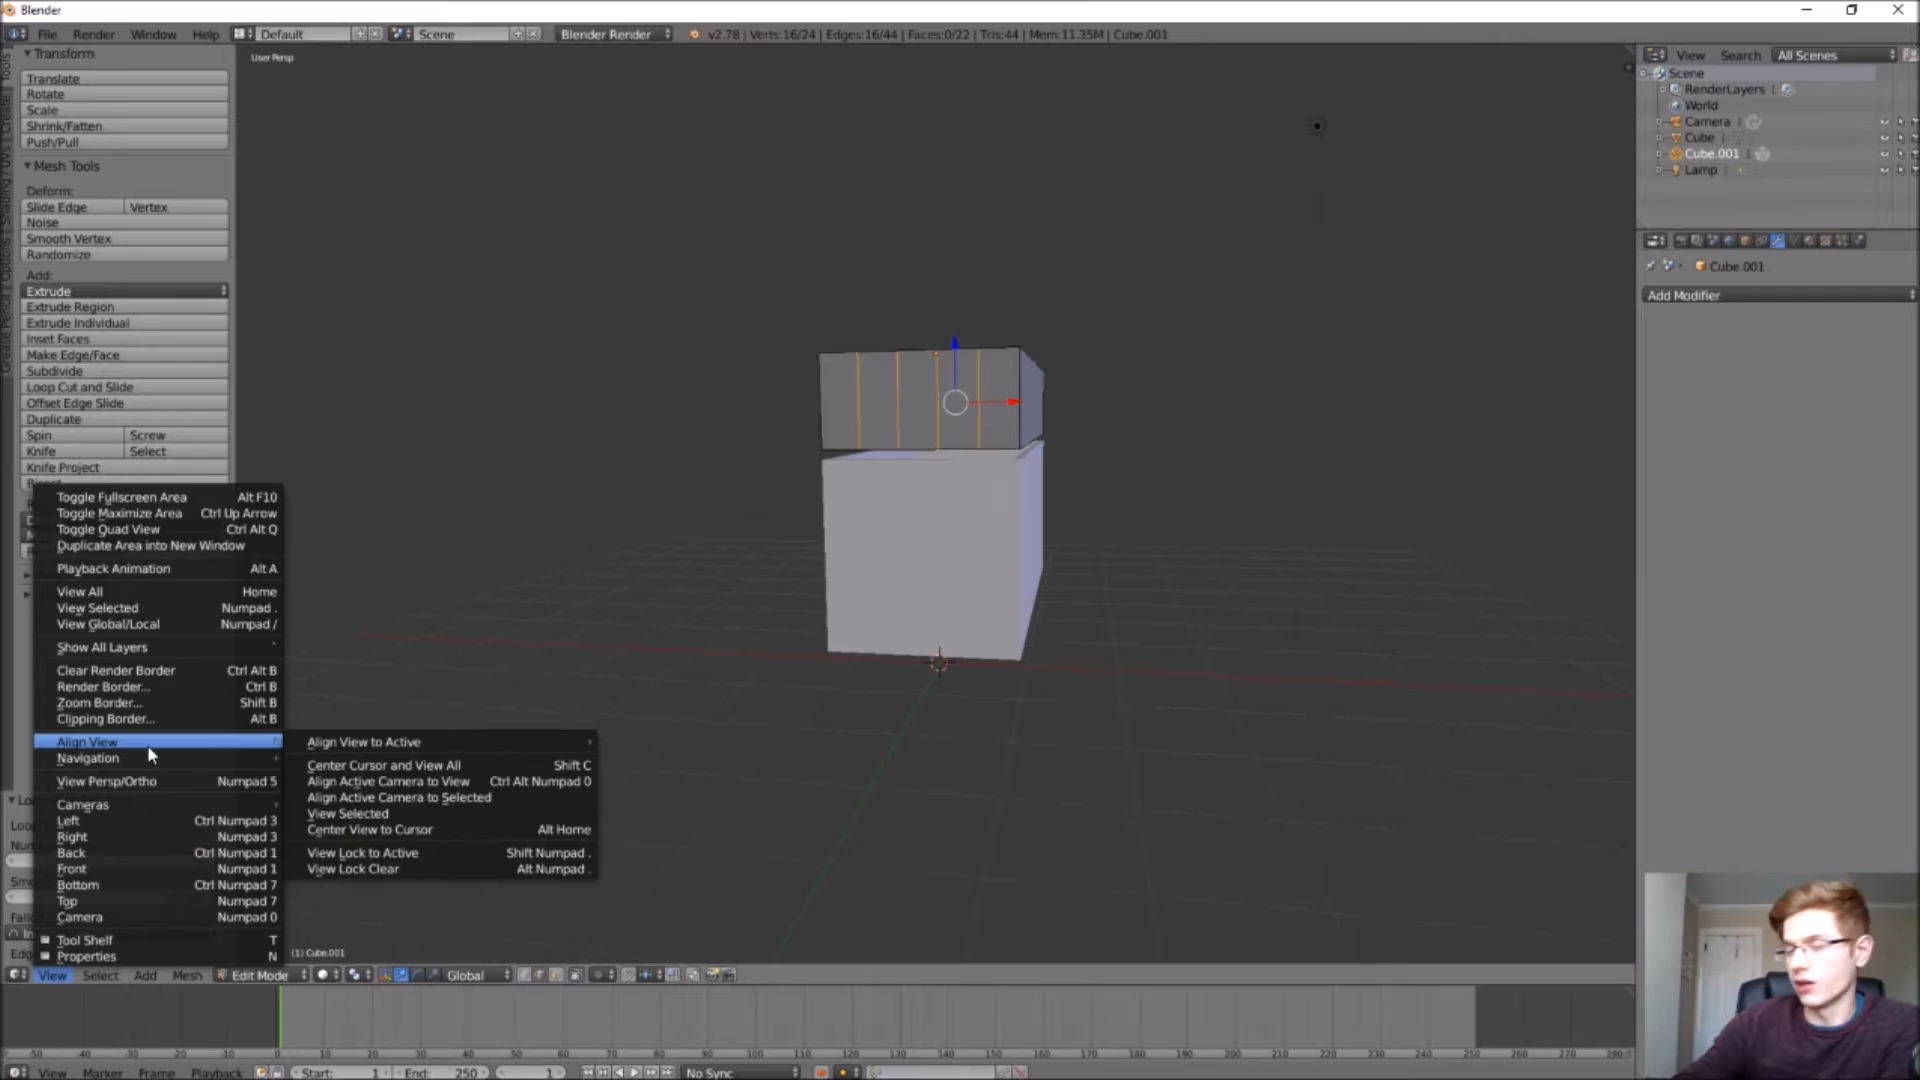 Blender
File Render Window Help Default Scene Blender Render v2.78 | Verts:16/24 | Edges:16/44 | Faces:0/22 | Tris:44 | Mem:11.35M | Cube.001
Transform
Translate
Rotate
Scale
Shrink/Fatten
Push/Pull
Mesh Tools
Deform:
Slide Edge Vertex
Noise
Smooth Vertex
Randomize
Add:
Extrude
Extrude Region
Extrude Individual
Inset Faces
Make Edge/Face
Subdivide
Loop Cut and Slide
Offset Edge Slide
Duplicate
Spin Screw
Knife Select
Knife Project
Tools
Create
Shading / UVs
Options
Grease Pencil
User Persp
Toggle Fullscreen Area Alt F10
Toggle Maximize Area Ctrl Up Arrow
Toggle Quad View Ctrl Alt Q
Duplicate Area into New Window
Playback Animation Alt A
View All Home
View Selected Numpad .
View Global/Local Numpad /
Show All Layers `
Clear Render Border Ctrl Alt B
Render Border... Ctrl B
Zoom Border... Shift B
Clipping Border... Alt B
Align View
Navigation
View Persp/Ortho Numpad 5
Cameras
Left Ctrl Numpad 3
Right Numpad 3
Back Ctrl Numpad 1
Front Numpad 1
Bottom Ctrl Numpad 7
Top Numpad 7
Camera Numpad 0
Tool Shelf T
Properties N
Align View to Active
Center Cursor and View All Shift C
Align Active Camera to View Ctrl Alt Numpad 0
Align Active Camera to Selected
View Selected
Center View to Cursor Alt Home
View Lock to Active Shift Numpad .
View Lock Clear Alt Numpad .
(1) Cube.001
View Search All Scenes
Scene
RenderLayers |
World
Camera |
Cube
Cube.001 |
Lamp |
Cube.001
Add Modifier
View Select Add Mesh Edit Mode Global
-50 -40 -30 -20 -10 0 10 20 30 40 50 60 70 80 90 100 110 120 130 140 150 160 170 180 190 200 210 220 230 240 250 260 270 280
View Marker Frame Playback Start: 1 End: 250 1 No Sync